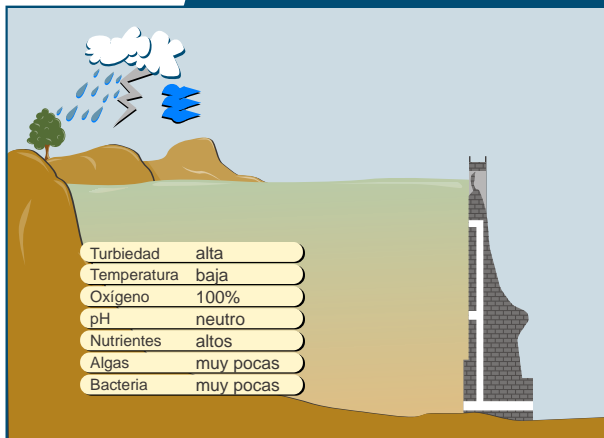 Turbiedad alta
Temperatura baja
Oxígeno 100%
pH neutro
Nutrientes altos
Algas muy pocas
Bacteria muy pocas